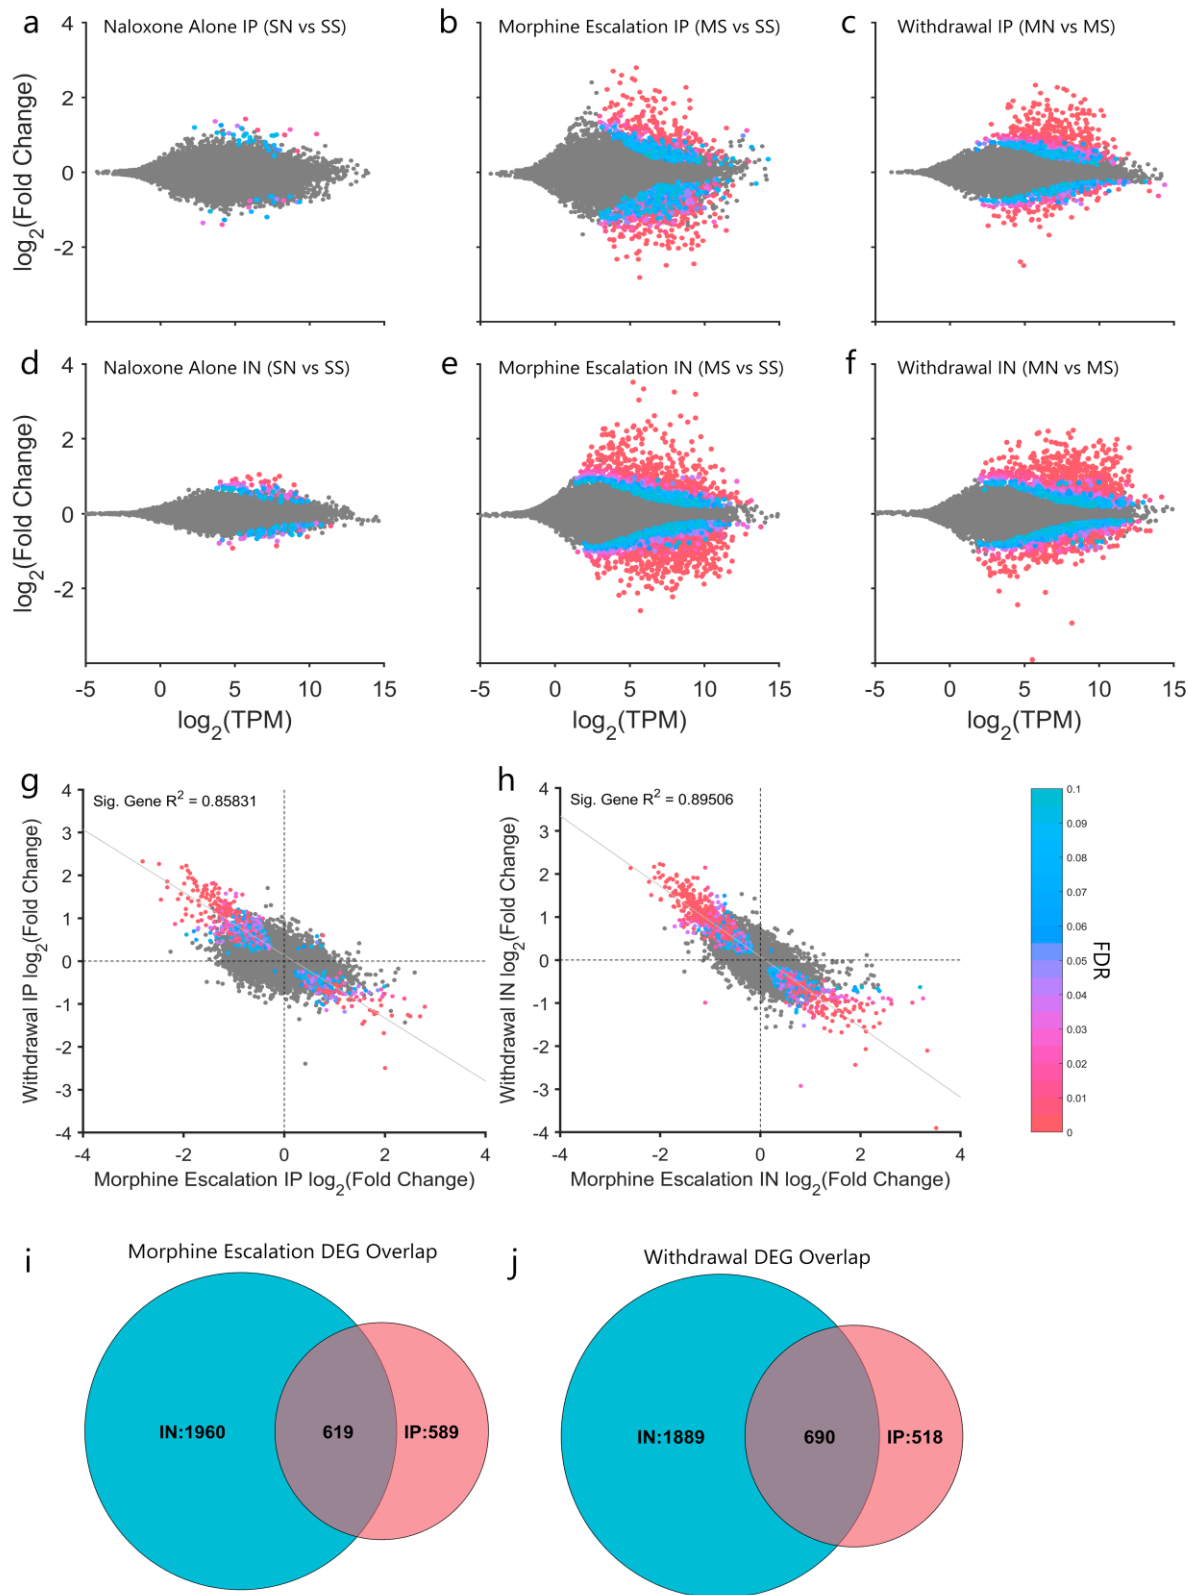 a Naloxone Alone IP (SN vs SS)
b Morphine Escalation IP (MS vs SS)
c Withdrawal IP (MN vs MS)
4
2
0
-2
log2(Fold Change)
-5 0 5 10 15
d Naloxone Alone IN (SN vs SS)
e Morphine Escalation IN (MS vs SS)
f Withdrawal IN (MN vs MS)
4
2
0
-2
log2(Fold Change)
-5 0 5 10 15
-5 0 5 10 15
-5 0 5 10 15
log2(TPM)
log2(TPM)
log2(TPM)
g
Sig. Gene R2 = 0.85831
4
3
2
1
0
-1
-2
-3
-4
Withdrawal IP log2(Fold Change)
-4 -2 0 2 4
Morphine Escalation IP log2(Fold Change)
h
Sig. Gene R2 = 0.89506
4
3
2
1
0
-1
-2
-3
-4
Withdrawal IN log2(Fold Change)
-4 -2 0 2 4
Morphine Escalation IN log2(Fold Change)
0.1
0.09
0.08
0.07
0.06
0.05
0.04
0.03
0.02
0.01
0
FDR
i Morphine Escalation DEG Overlap
IN:1960 619 IP:589
j Withdrawal DEG Overlap
IN:1889 690 IP:518